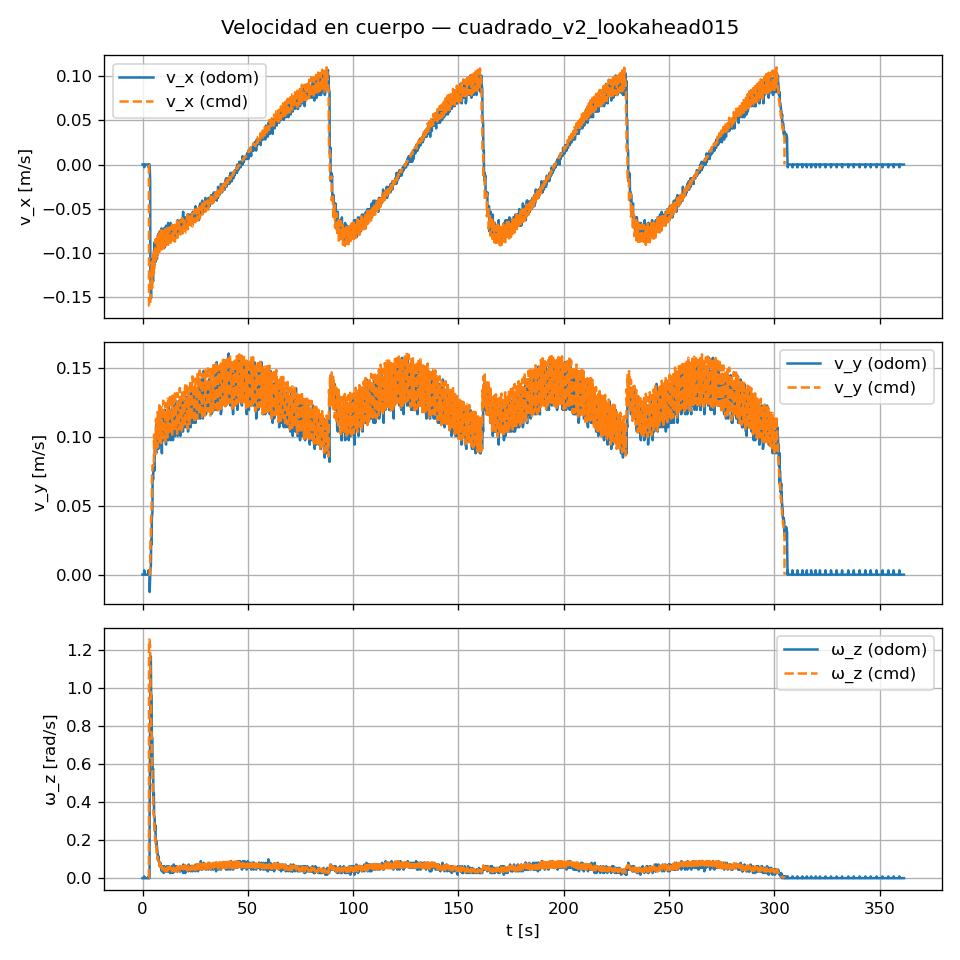 Velocidad en cuerpo — cuadrado_v2_lookahead015
v_x [m/s]
0.10
0.05
0.00
−0.05
−0.10
−0.15
v_x (odom)
v_x (cmd)
v_y [m/s]
0.15
0.10
0.05
0.00
v_y (odom)
v_y (cmd)
ω_z [rad/s]
1.2
1.0
0.8
0.6
0.4
0.2
0.0
ω_z (odom)
ω_z (cmd)
0 50 100 150 200 250 300 350
t [s]